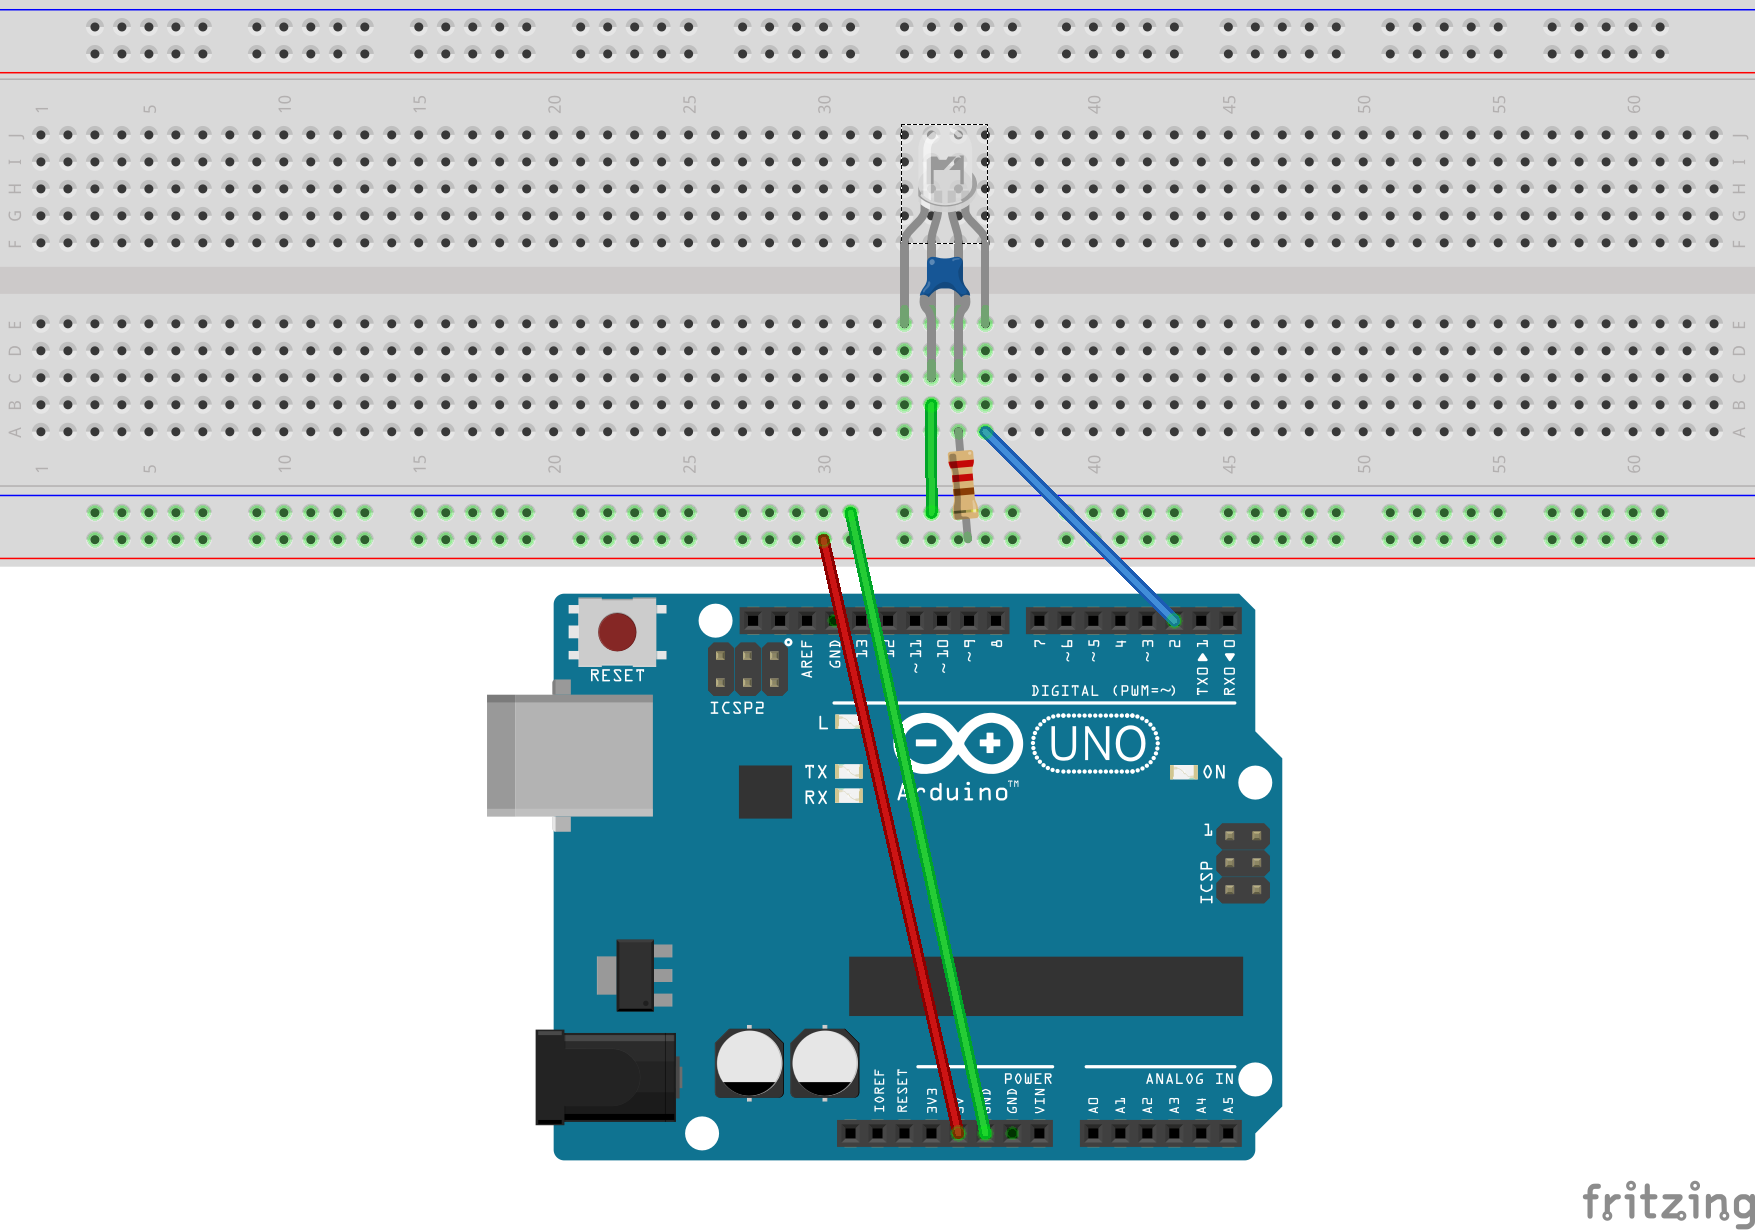 1 5 10 15 20 25 30 35 40 45 50 55 60
J J
I I
H H
G G
F F
E E
D D
C C
B B
A A
1 5 10 15 20 25 30 40 45 50 55 60
RESET
AREF GND 13 12 ~11 ~10 ~9 8 7 ~6 ~5 4 ~3 2 TX0▶1 RX0◀0
ICSP2
DIGITAL (PWM=~)
L
TX
RX
UNO
Arduino™
ON
1
ICSP
POWER
ANALOG IN
IOREF RESET 3V3 5V GND GND VIN A0 A1 A2 A3 A4 A5
fritzing